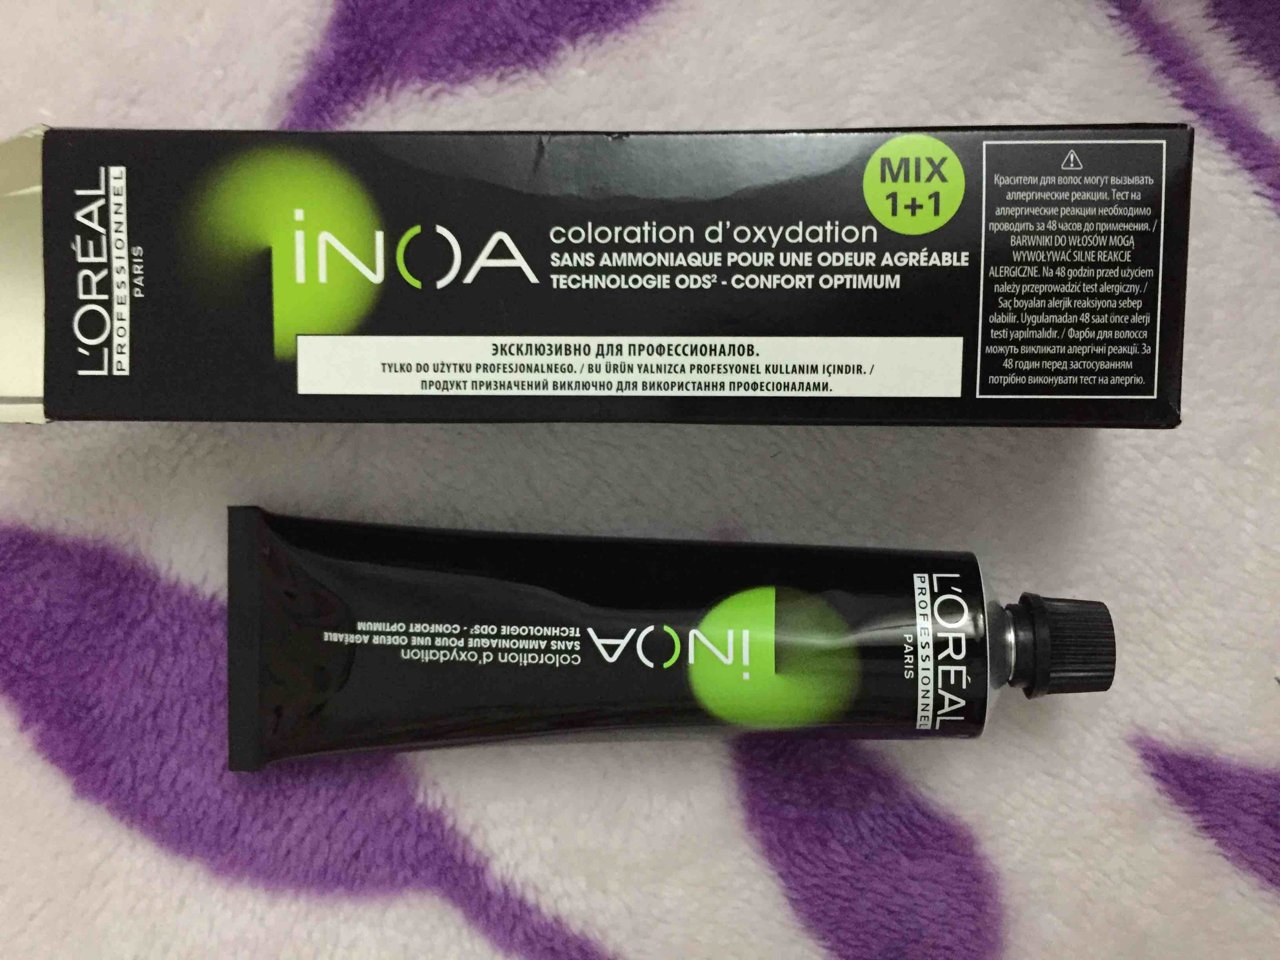 L'ORÉAL
PROFESSIONNEL
PARIS
iNOA
coloration d'oxydation
SANS AMMONIAQUE POUR UNE ODEUR AGRÉABLE
TECHNOLOGIE ODS² - CONFORT OPTIMUM
MIX
1+1
ЭКСКЛЮЗИВНО ДЛЯ ПРОФЕССИОНАЛОВ.
TYLKO DO UŻYTKU PROFESJONALNEGO. / BU ÜRÜN YALNIZCA PROFESYONEL KULLANIM IÇINDIR. /
ПРОДУКТ ПРИЗНАЧЕНИЙ ВИКЛЮЧНО ДЛЯ ВИКОРИСТАННЯ ПРОФЕСІОНАЛАМИ.
Красители для волос могут вызывать
аллергические реакции. Тест на
аллергические реакции необходимо
проводить за 48 часов до применения. /
BARWNIKI DO WŁOSÓW MOGĄ
WYWOŁYWAĆ SILNE REAKCJE
ALERGICZNE. Na 48 godzin przed użyciem
należy przeprowadzić test alergiczny. /
Saç boyaları alerjik reaksiyona sebep
olabilir. Uygulamadan 48 saat önce alerji
testi yapılmalıdır. / Фарби для волосся
можуть викликати алергічні реакції. За
48 годин перед застосуванням
потрібно виконувати тест на алергію.
L'ORÉAL
PROFESSIONNEL
PARIS
iNOA
coloration d'oxydation
SANS AMMONIAQUE POUR UNE ODEUR AGRÉABLE
TECHNOLOGIE ODS² - CONFORT OPTIMUM